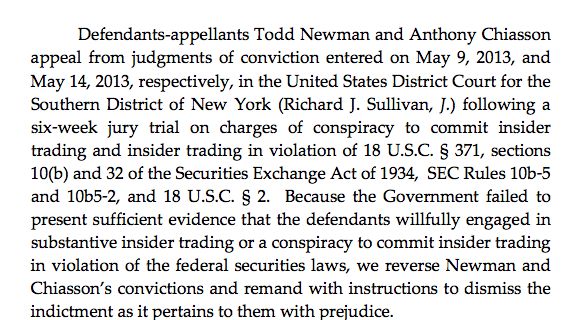 Defendants-appellants Todd Newman and Anthony Chiasson
appeal from judgments of conviction entered on May 9, 2013, and
May 14, 2013, respectively, in the United States District Court for the
Southern District of New York (Richard J. Sullivan, J.) following a
six-week jury trial on charges of conspiracy to commit insider
trading and insider trading in violation of 18 U.S.C. § 371, sections
10(b) and 32 of the Securities Exchange Act of 1934, SEC Rules 10b-5
and 10b5-2, and 18 U.S.C. § 2. Because the Government failed to
present sufficient evidence that the defendants willfully engaged in
substantive insider trading or a conspiracy to commit insider trading
in violation of the federal securities laws, we reverse Newman and
Chiasson's convictions and remand with instructions to dismiss the
indictment as it pertains to them with prejudice.